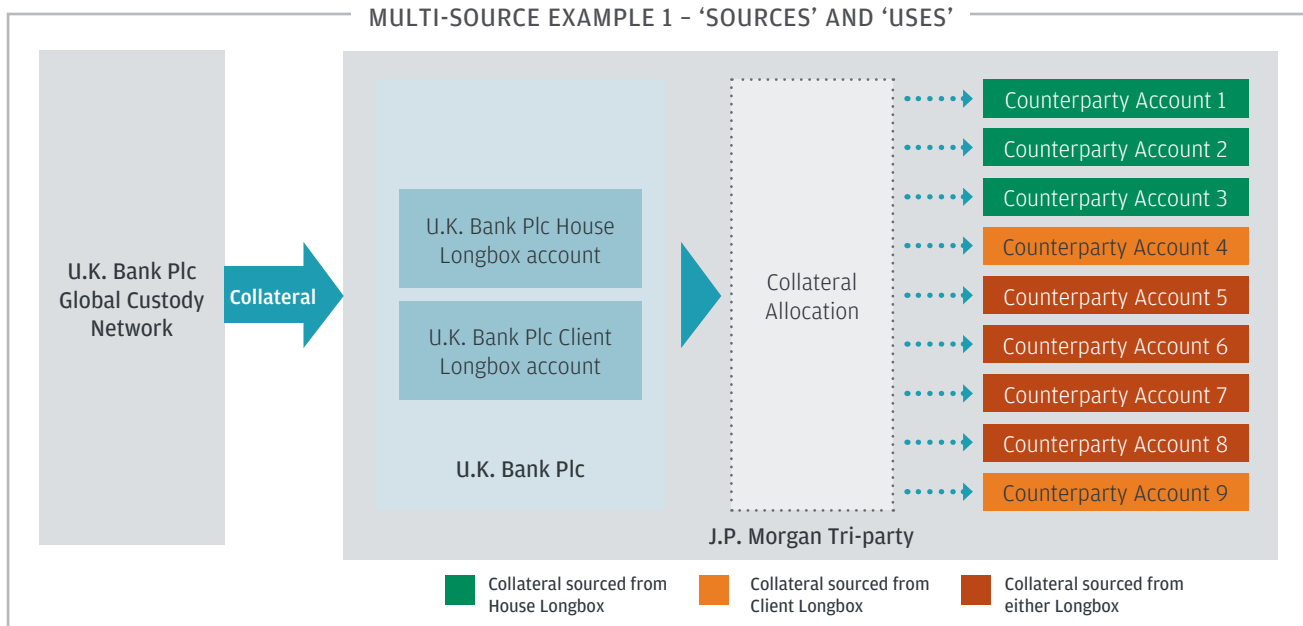 MULTI-SOURCE EXAMPLE 1 – ‘SOURCES’ AND ‘USES’
U.K. Bank Plc
Global Custody
Network
Collateral
U.K. Bank Plc House
Longbox account
U.K. Bank Plc Client
Longbox account
U.K. Bank Plc
Collateral
Allocation
Counterparty Account 1
Counterparty Account 2
Counterparty Account 3
Counterparty Account 4
Counterparty Account 5
Counterparty Account 6
Counterparty Account 7
Counterparty Account 8
Counterparty Account 9
J.P. Morgan Tri-party
Collateral sourced from
House Longbox
Collateral sourced from
Client Longbox
Collateral sourced from
either Longbox